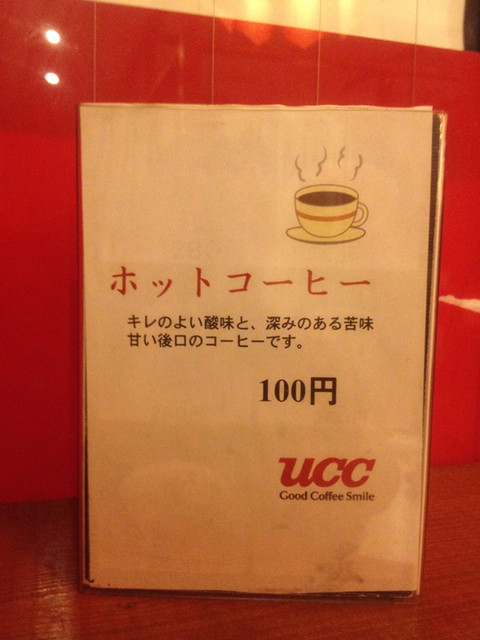 ホットコーヒー
キレのよい酸味と、深みのある苦味
甘い後口のコーヒーです。
100円
UCC
Good Coffee Smile